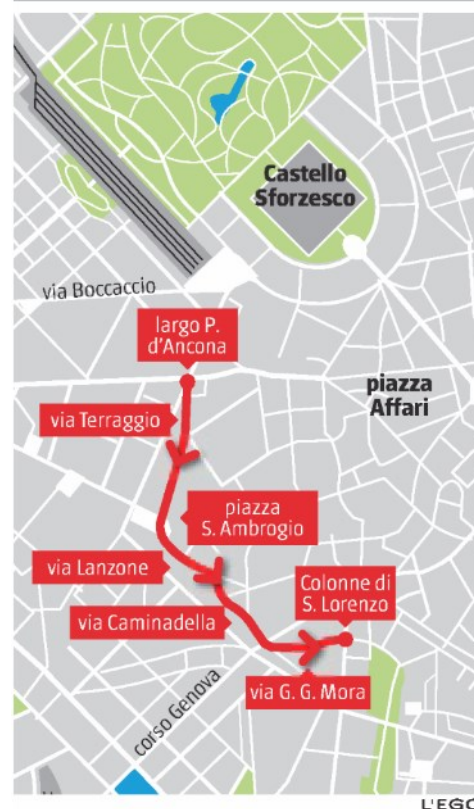 Castello
Sforzesco
via Boccaccio
largo P.
d'Ancona
piazza
Affari
via Terraggio
piazza
S. Ambrogio
via Lanzone
Colonne di
S. Lorenzo
via Caminadella
via G. G. Mora
corso Genova